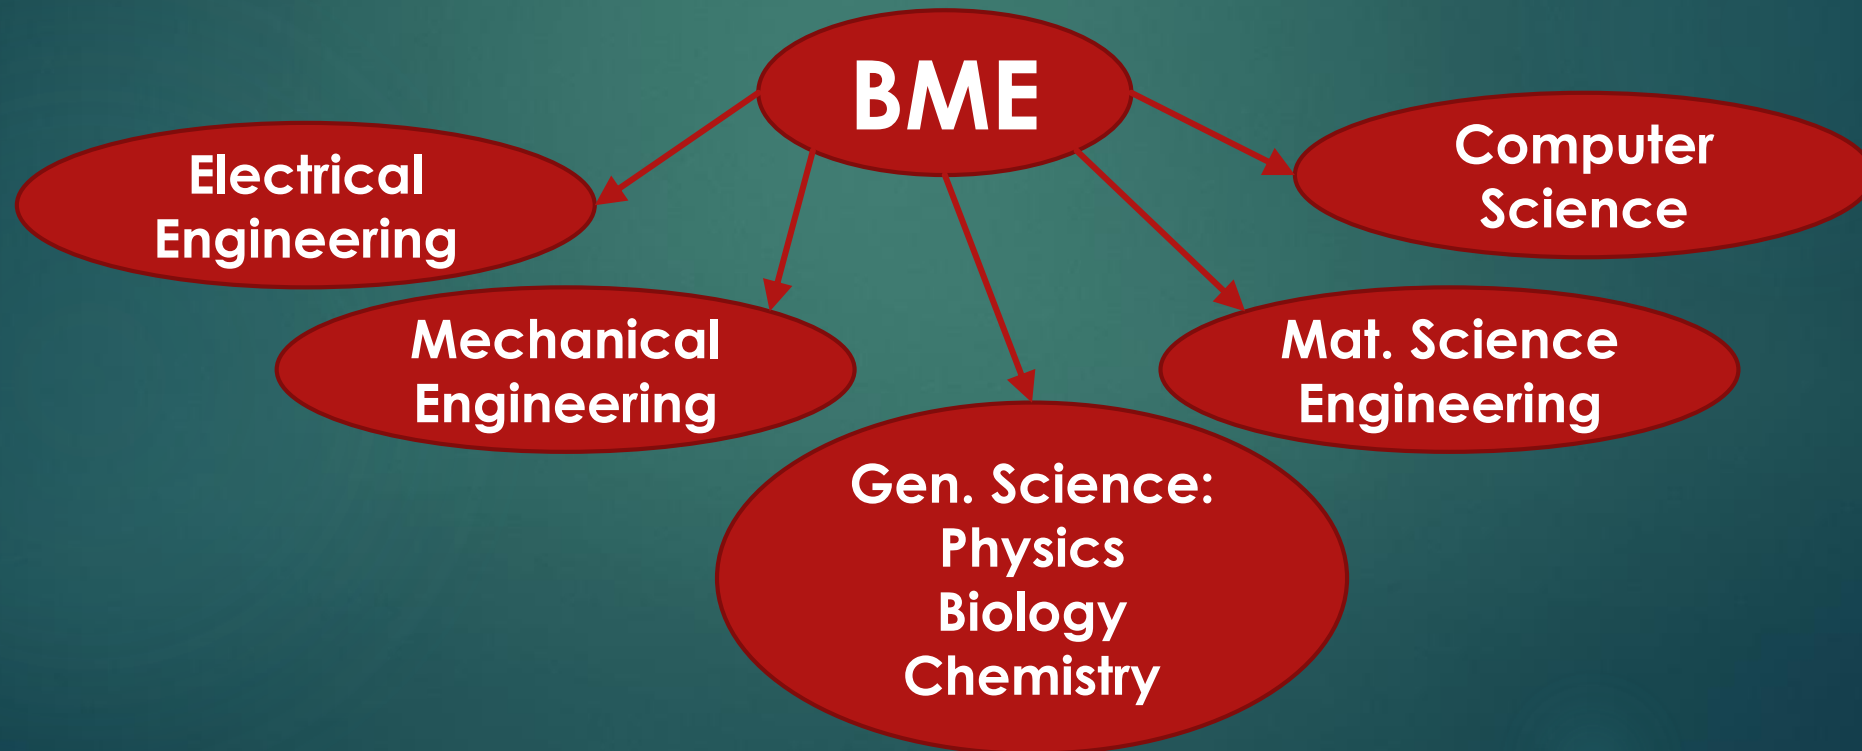 BME
Electrical
Engineering
Computer
Science
Mechanical
Engineering
Mat. Science
Engineering
Gen. Science:
Physics
Biology
Chemistry